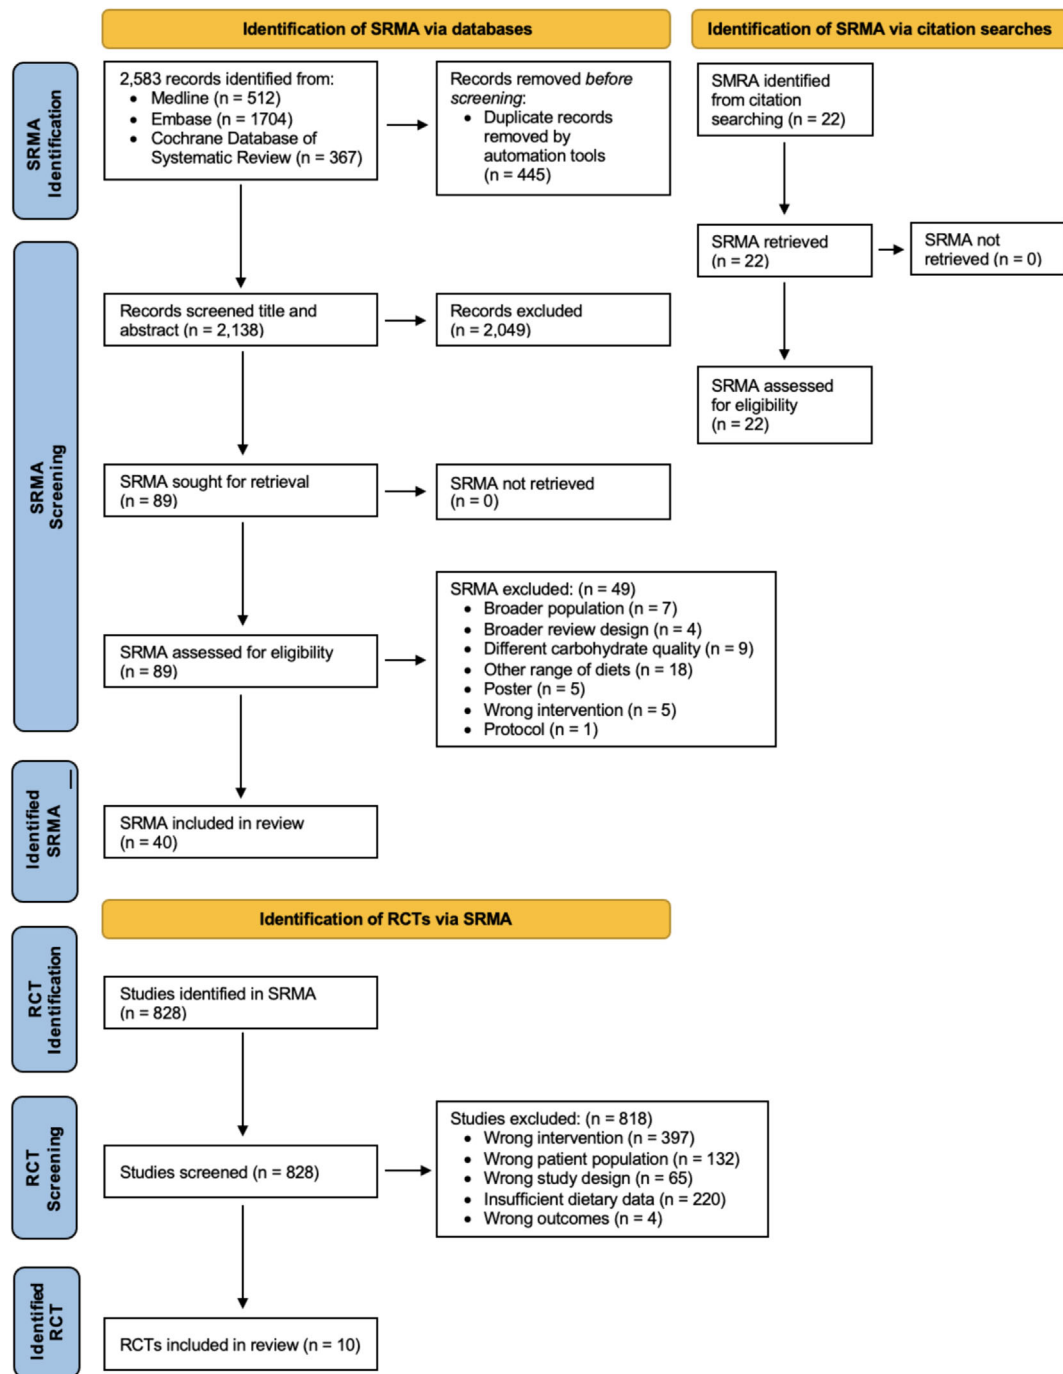 Identification of SRMA via databases
Identification of SRMA via citation searches
SRMA
Identification
2,583 records identified from:
• Medline (n = 512)
• Embase (n = 1704)
• Cochrane Database of
Systematic Review (n = 367)
Records removed before
screening:
• Duplicate records
removed by
automation tools
(n = 445)
SMRA identified
from citation
searching (n = 22)
SRMA retrieved
(n = 22)
SRMA not
retrieved (n = 0)
SRMA
Screening
Records screened title and
abstract (n = 2,138)
Records excluded
(n = 2,049)
SRMA assessed
for eligibility
(n = 22)
SRMA sought for retrieval
(n = 89)
SRMA not retrieved
(n = 0)
SRMA assessed for eligibility
(n = 89)
SRMA excluded: (n = 49)
• Broader population (n = 7)
• Broader review design (n = 4)
• Different carbohydrate quality (n = 9)
• Other range of diets (n = 18)
• Poster (n = 5)
• Wrong intervention (n = 5)
• Protocol (n = 1)
Identified
SRMA
SRMA included in review
(n = 40)
Identification of RCTs via SRMA
RCT
Identification
Studies identified in SRMA
(n = 828)
RCT
Screening
Studies screened (n = 828)
Studies excluded: (n = 818)
• Wrong intervention (n = 397)
• Wrong patient population (n = 132)
• Wrong study design (n = 65)
• Insufficient dietary data (n = 220)
• Wrong outcomes (n = 4)
Identified
RCT
RCTs included in review (n = 10)